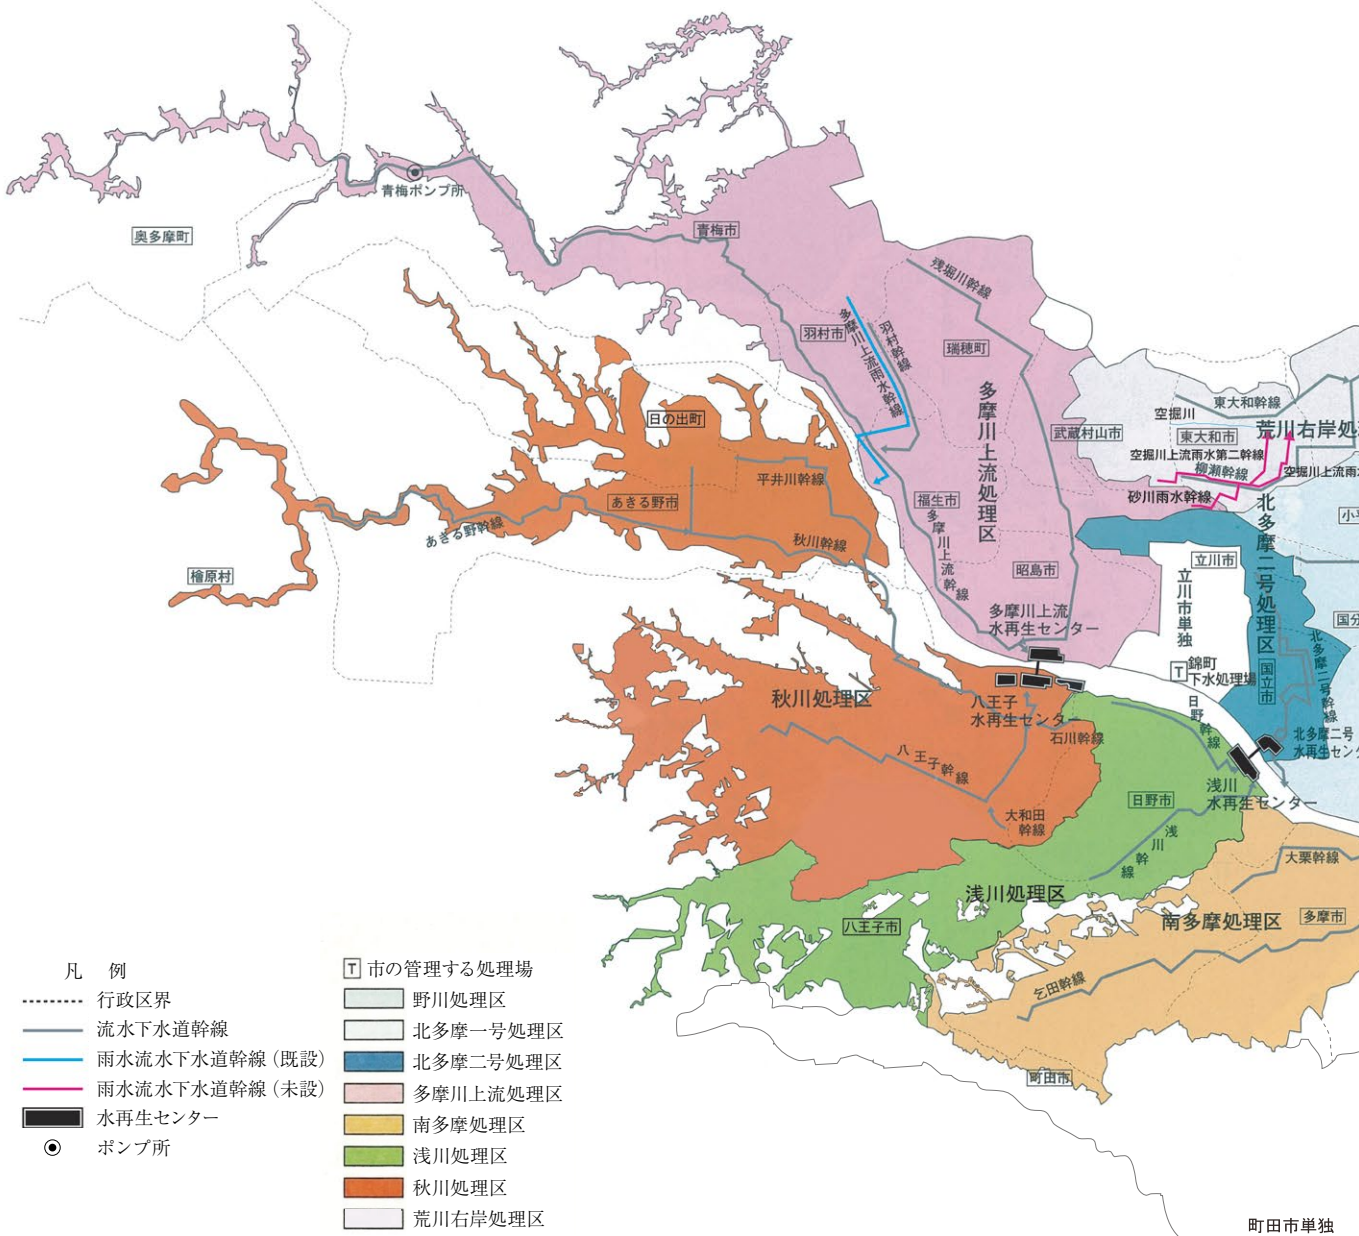 奥多摩町
青梅ポンプ所
青梅市
残堀川幹線
羽村市
多摩川上流雨水幹線
羽村幹線
瑞穂町
多摩川上流処理区
武蔵村山市
東大和幹線
空掘川
東大和市
荒川右岸処理
空掘川上流雨水第二幹線
柳瀬幹線
空掘川上流雨
砂川雨水幹線
日の出町
平井川幹線
あきる野市
あきる野幹線
秋川幹線
福生市
多摩川上流幹線
昭島市
檜原村
北多摩二号処理区
立川市
立川市単独
小
国分
多摩川上流
水再生センター
T 錦町
下水処理場
国立市
北多摩二号幹線
秋川処理区
八王子
水再生センター
石川幹線
日野幹線
北多摩二号
水再生センタ
八王子幹線
浅川
水再生センター
日野市
大和田
幹線
浅川幹線
大栗幹線
浅川処理区
八王子市
南多摩処理区
多摩市
乞田幹線
町田市
町田市単独
凡 例
行政区界
流水下水道幹線
雨水流水下水道幹線（既設）
雨水流水下水道幹線（未設）
水再生センター
ポンプ所
T 市の管理する処理場
野川処理区
北多摩一号処理区
北多摩二号処理区
多摩川上流処理区
南多摩処理区
浅川処理区
秋川処理区
荒川右岸処理区